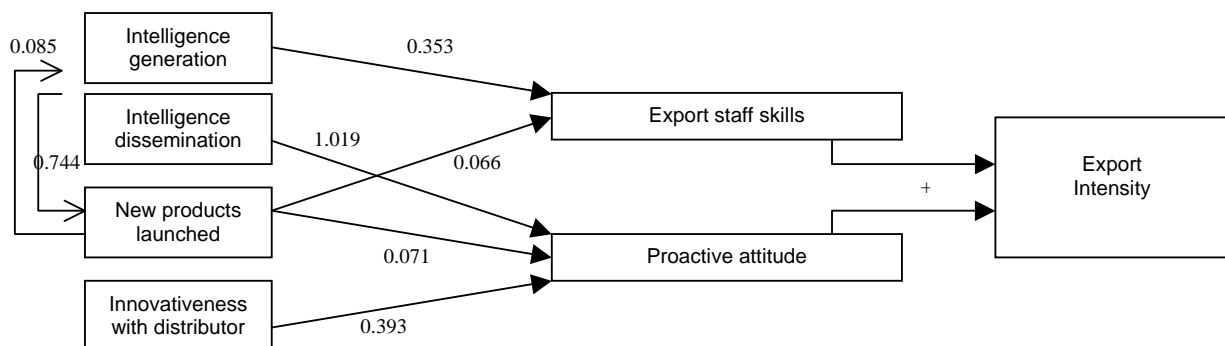 Intelligence
generation
0.085
0.353
Intelligence
dissemination
Export staff skills
1.019
0.744
0.066
Export
Intensity
+
New products
launched
0.071
Proactive attitude
Innovativeness
with distributor
0.393